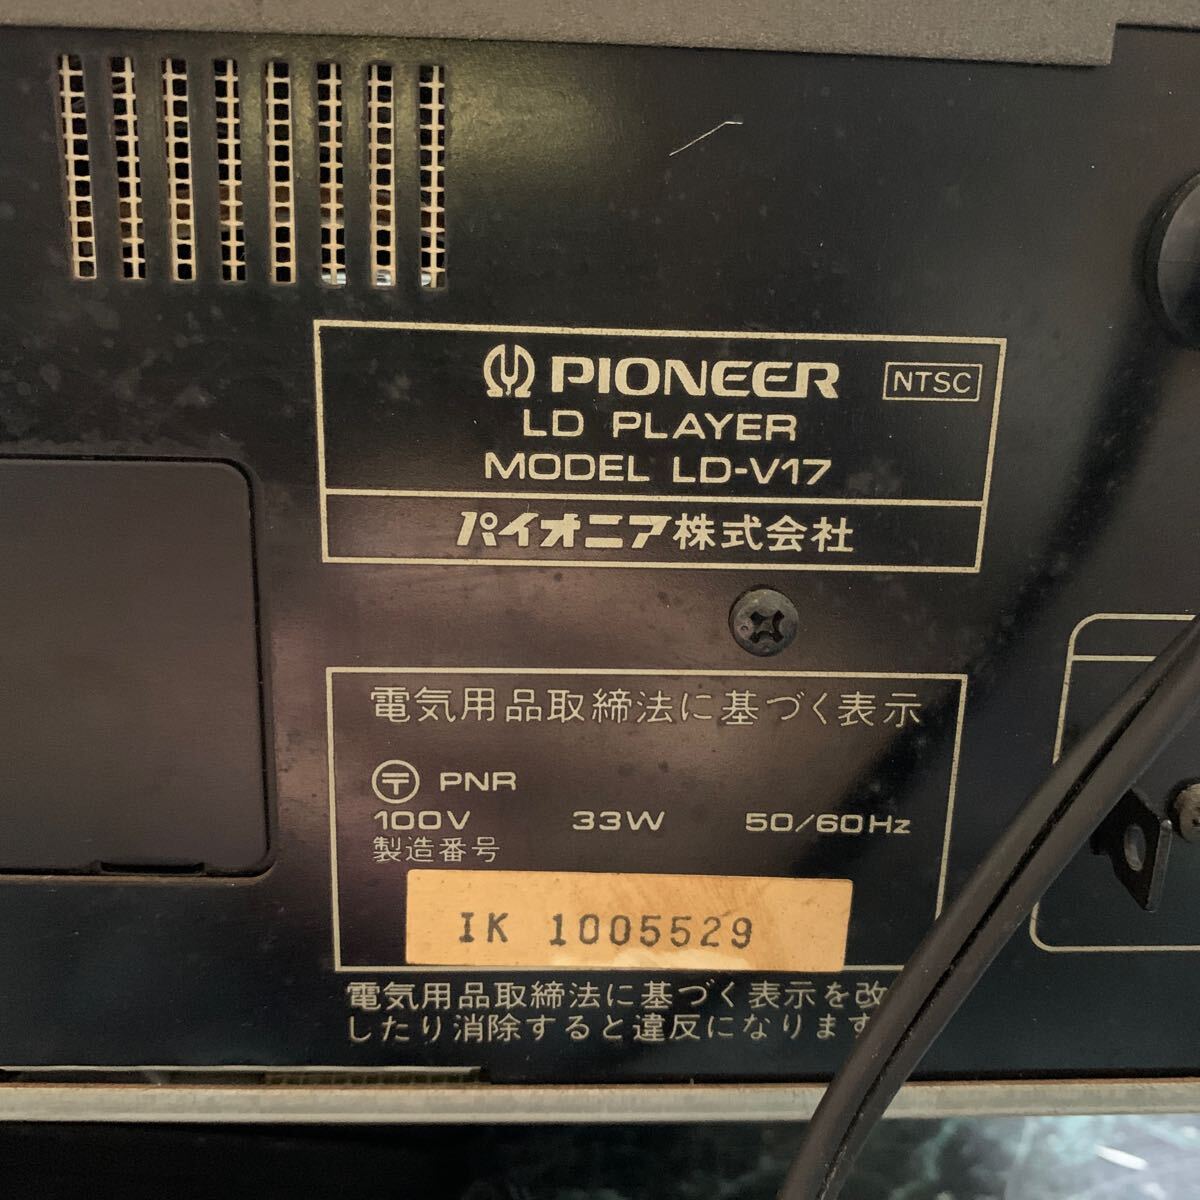 PIONEER NTSC
LD PLAYER
MODEL LD-V17
パイオニア株式会社
電気用品取締法に基づく表示
〒 PNR
100V 33W 50/60Hz
製造番号
IK 1005529
電気用品取締法に基づく表示を改
したり消除すると違反になります